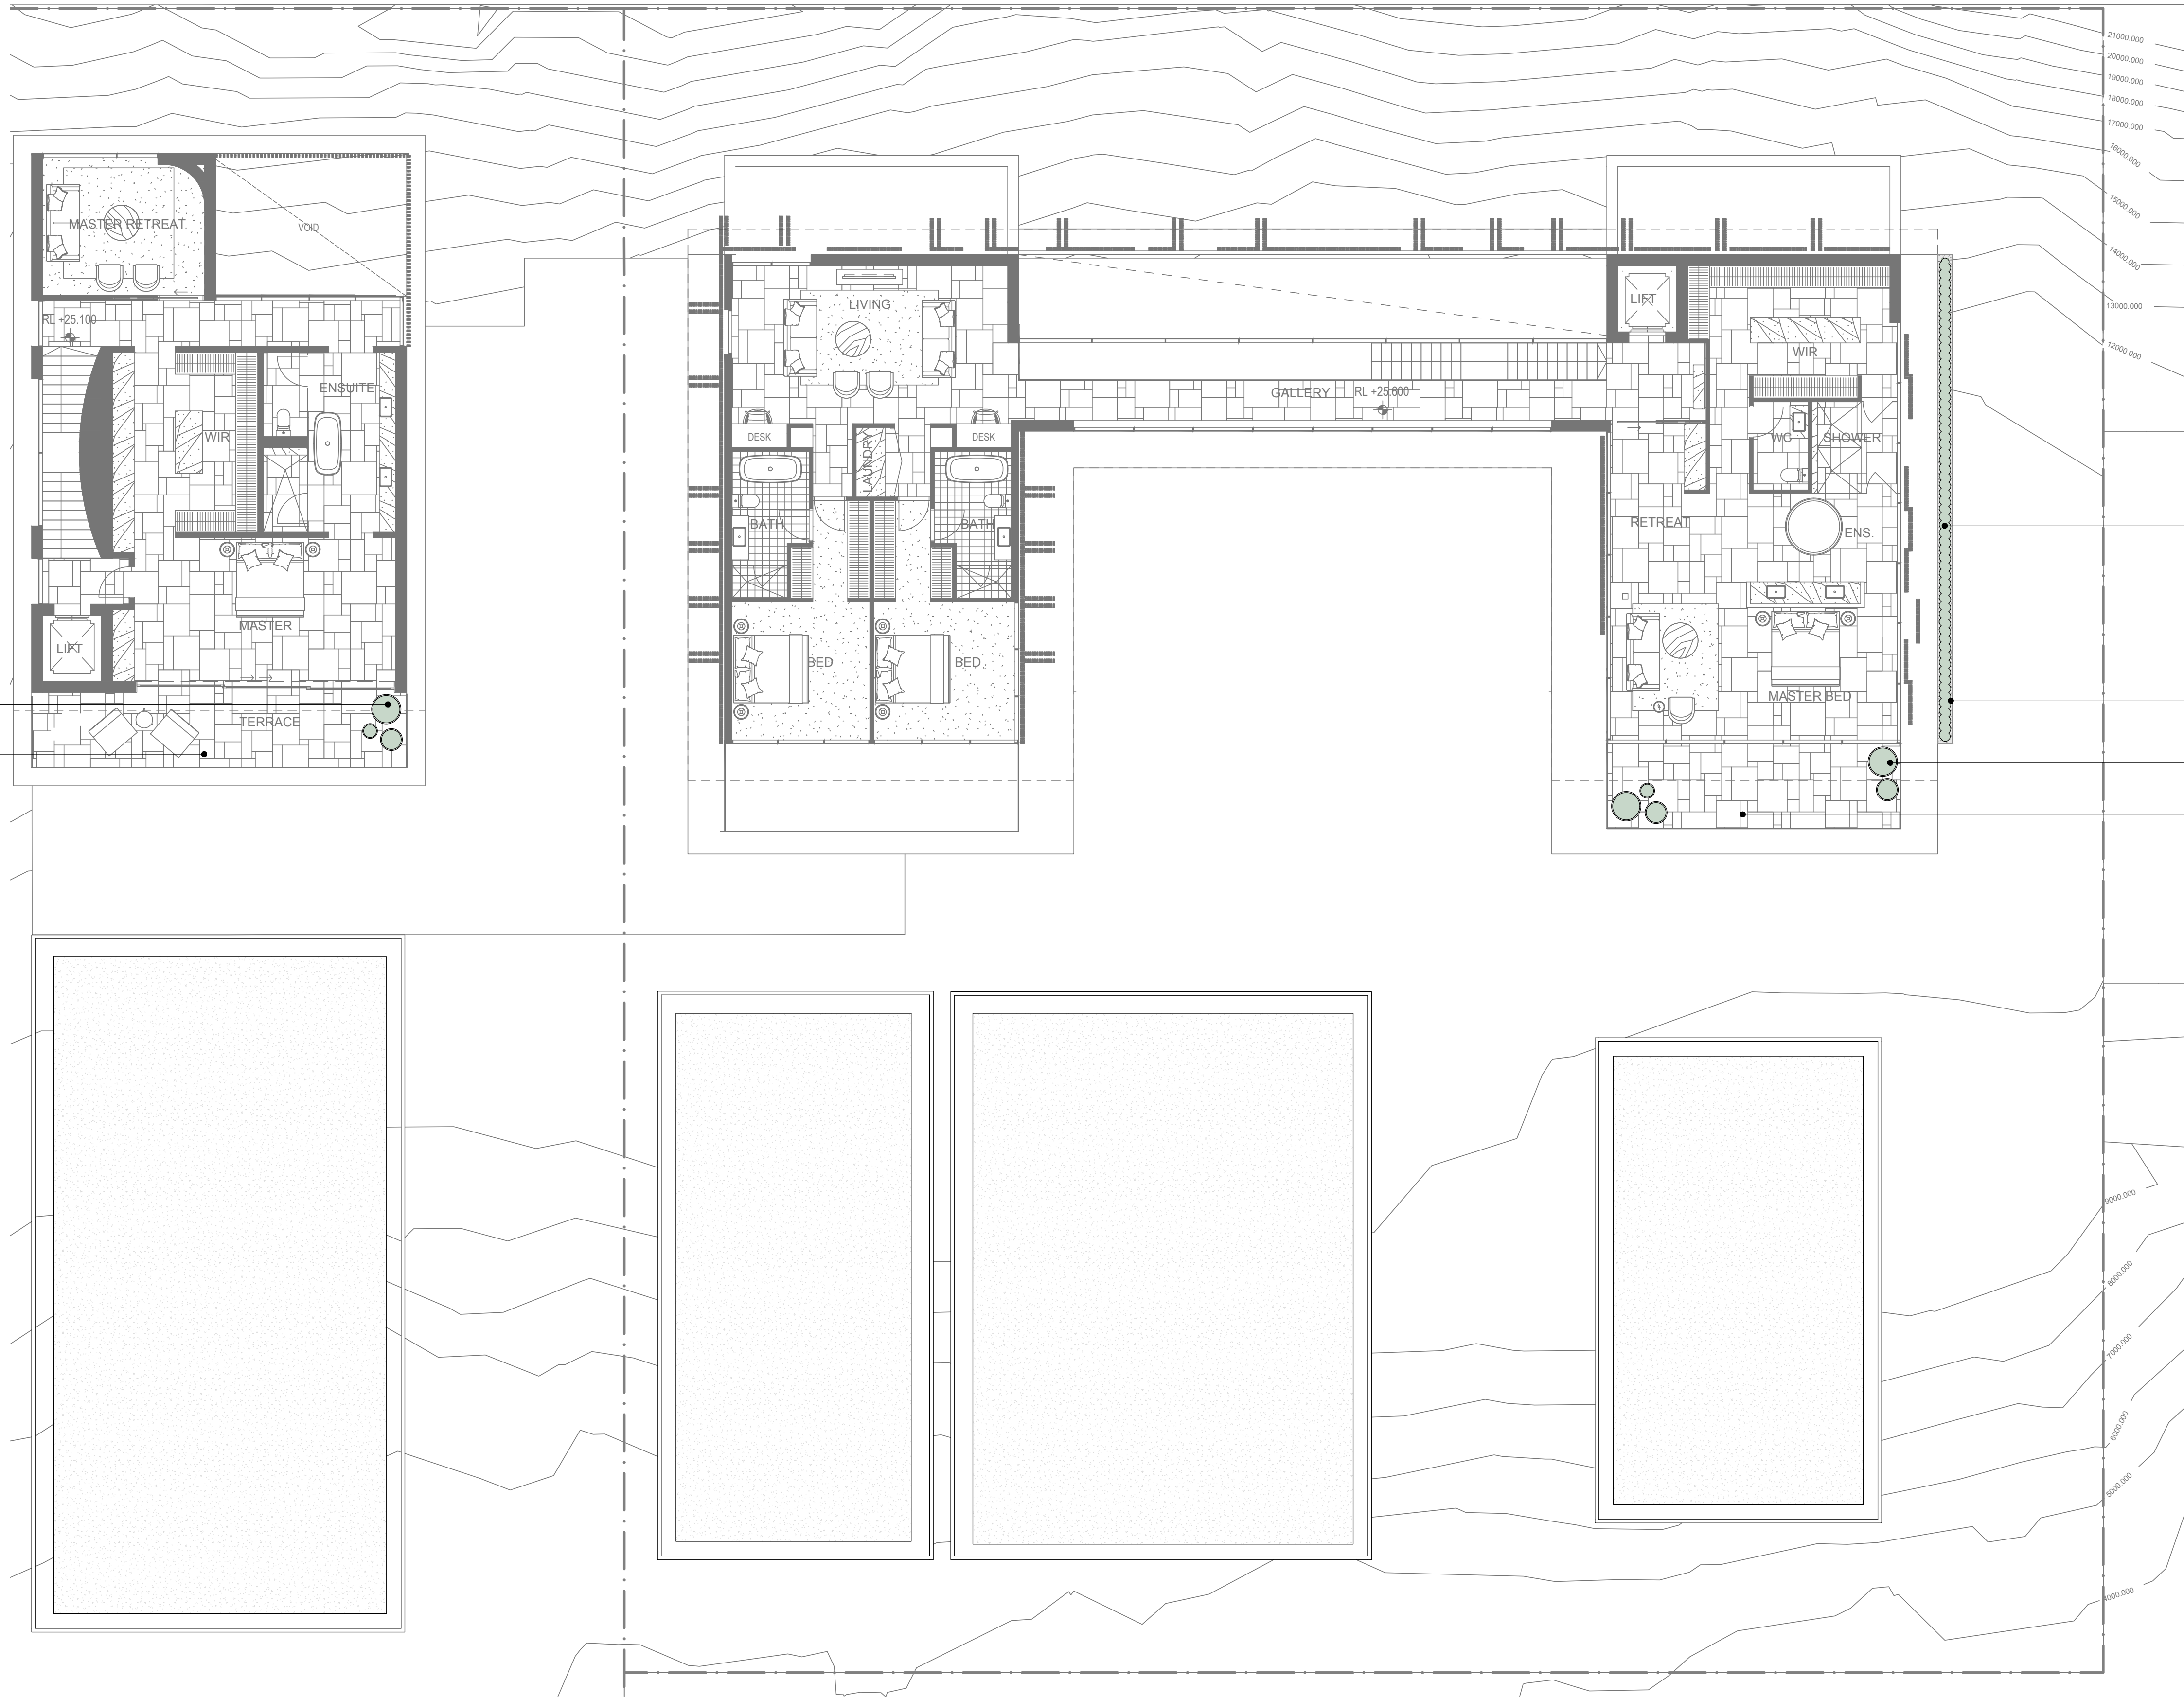 21000.000
20000.000
19000.000
18000.000
17000.000
16000.000
15000.000
14000.000
13000.000
12000.000
MASTER RETREAT
VOID
RL +25.100
ENSUITE
WIR
MASTER
LIFT
TERRACE
LIVING
GALLERY
RL +25.600
DESK
LAUNDRY
DESK
BATH
BATH
BED
BED
LIFT
WIR
WC
SHOWER
RETREAT
ENS.
MASTER BED
9000.000
8000.000
7000.000
6000.000
5000.000
4000.000